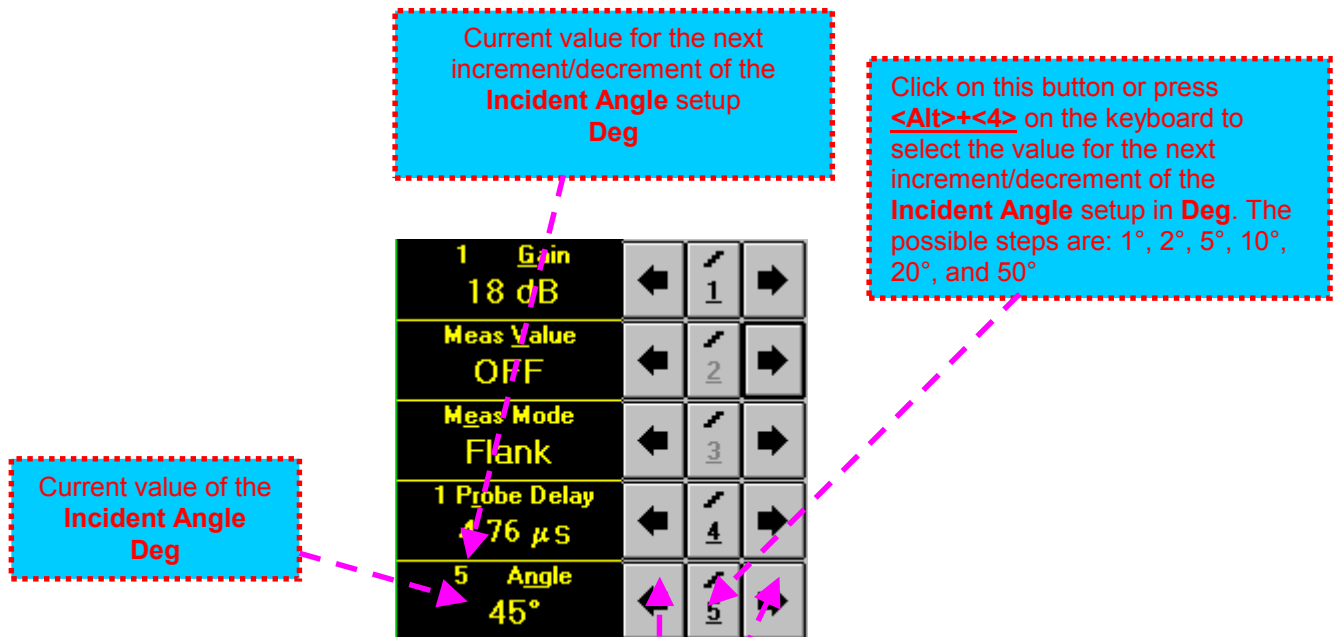 Current value for the next
increment/decrement of the
Incident Angle setup
Deg
Click on this button or press
<Alt>+<4> on the keyboard to
select the value for the next
increment/decrement of the
Incident Angle setup in Deg. The
possible steps are: 1°, 2°, 5°, 10°,
20°, and 50°
1 Gain
18 dB
1
Meas Value
OFF
2
Meas Mode
Flank
3
1 Probe Delay
4.76 µs
4
5 Angle
45°
5
Current value of the
Incident Angle
Deg